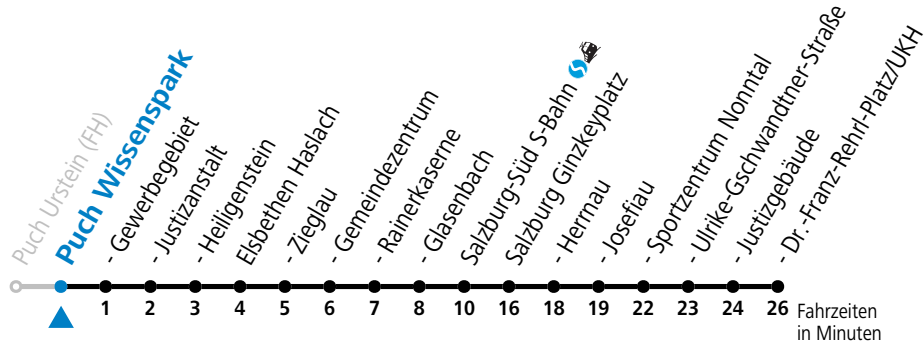 Puch Urstein (FH)
Puch Wissenspark
- Gewerbegebiet
- Justizanstalt
- Heiligenstein
Elsbethen Haslach
- Zieglau
- Gemeindezentrum
- Rainerkaserne
- Glasenbach
Salzburg-Süd S-Bahn
Salzburg Ginzkeyplatz
- Herrnau
- Josefiau
- Sportzentrum Nonntal
- Ulrike-Gschwandtner-Straße
- Justizgebäude
- Dr.-Franz-Rehrl-Platz/UKH
1 2 3 4 5 6 7 8 10 16 18 19 22 23 24 26 Fahrzeiten
in Minuten